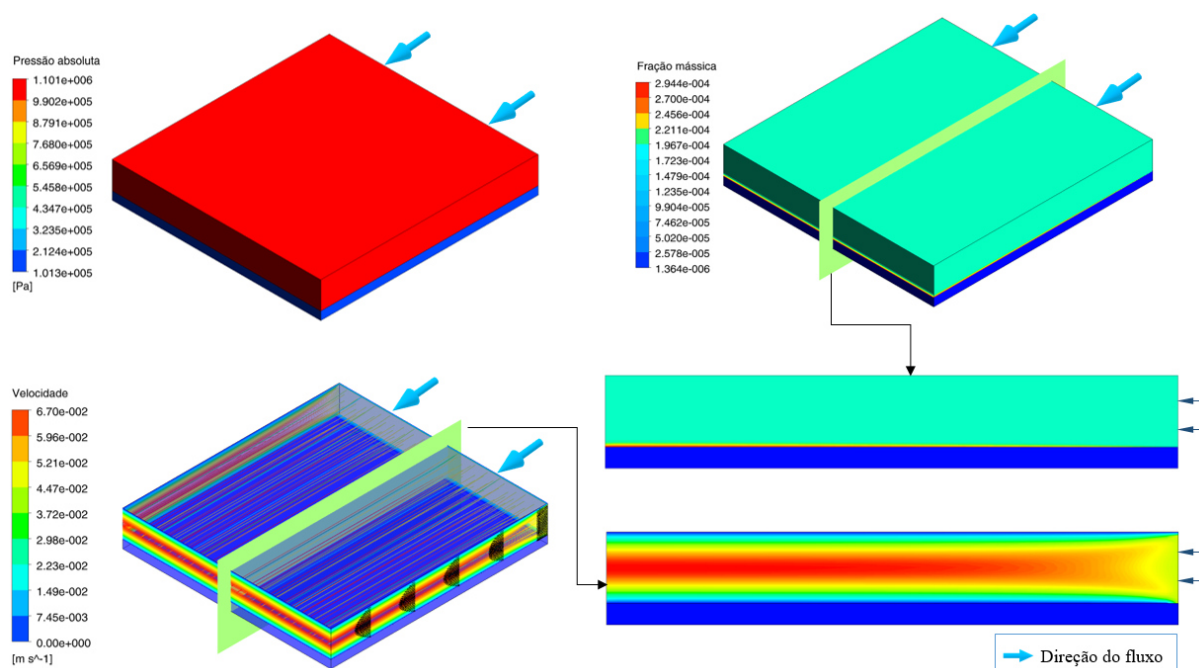 Pressão absoluta
1.101e+006
9.902e+005
8.791e+005
7.680e+005
6.569e+005
5.458e+005
4.347e+005
3.235e+005
2.124e+005
1.013e+005
[Pa]
Fração mássica
2.944e-004
2.700e-004
2.456e-004
2.211e-004
1.967e-004
1.723e-004
1.479e-004
1.235e-004
9.904e-005
7.462e-005
5.020e-005
2.578e-005
1.364e-006
Velocidade
6.70e-002
5.96e-002
5.21e-002
4.47e-002
3.72e-002
2.98e-002
2.23e-002
1.49e-002
7.45e-003
0.00e+000
[m s^-1]
Direção do fluxo